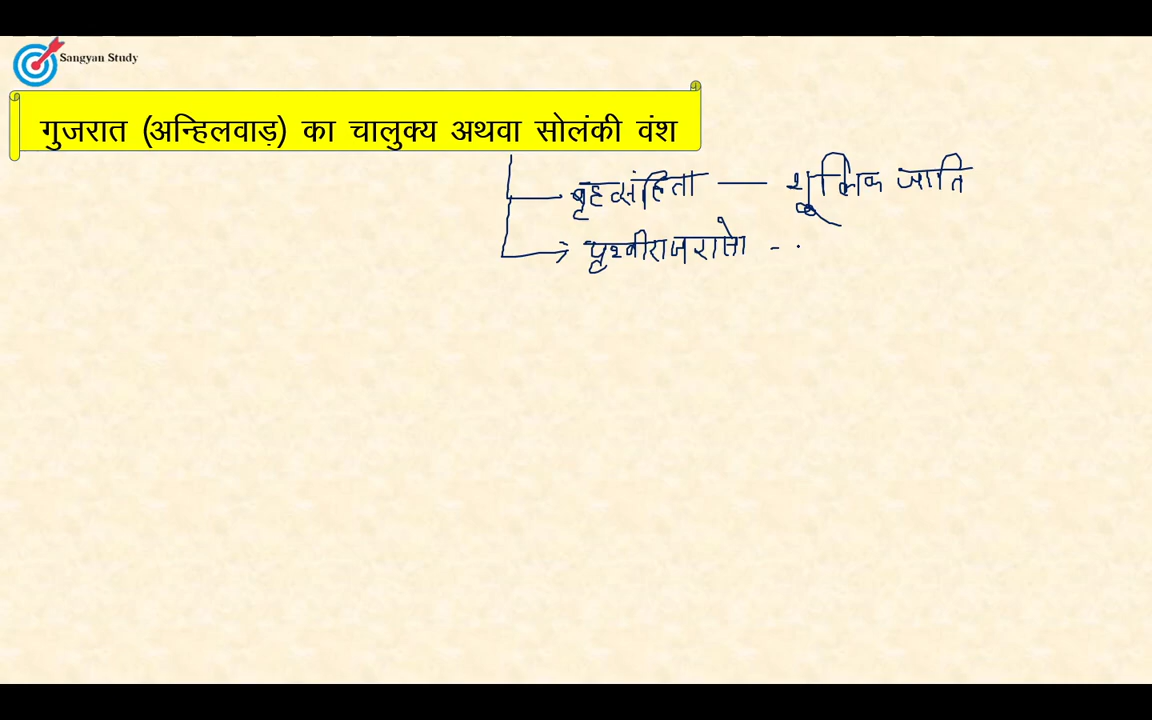 Sangyan Study
गुजरात (अन्हिलवाड़) का चालुक्य अथवा सोलंकी वंश
बृहत्संहिता — शूलिक जाति
पृथ्वीराजरासो - .